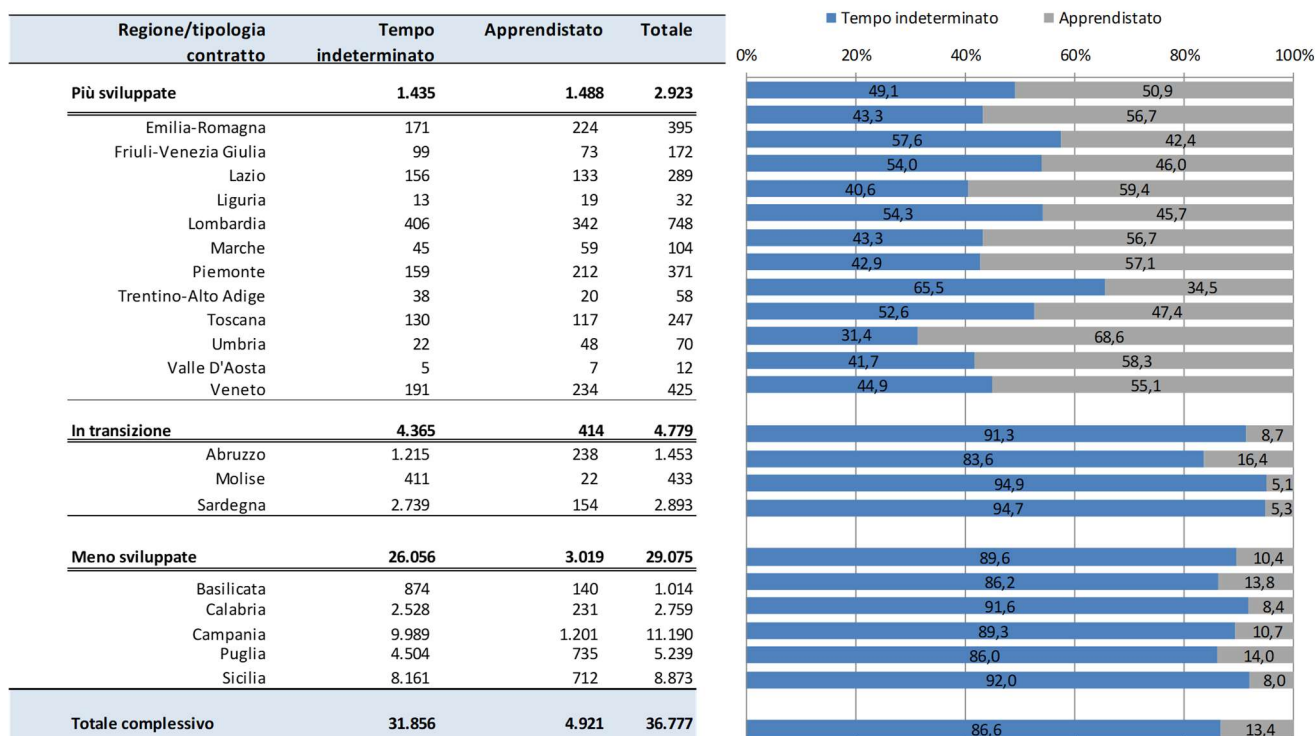 Regione/tipologia contratto Tempo indeterminato Apprendistato Totale
Più sviluppate 1.435 1.488 2.923
Emilia-Romagna 171 224 395
Friuli-Venezia Giulia 99 73 172
Lazio 156 133 289
Liguria 13 19 32
Lombardia 406 342 748
Marche 45 59 104
Piemonte 159 212 371
Trentino-Alto Adige 38 20 58
Toscana 130 117 247
Umbria 22 48 70
Valle D'Aosta 5 7 12
Veneto 191 234 425
In transizione 4.365 414 4.779
Abruzzo 1.215 238 1.453
Molise 411 22 433
Sardegna 2.739 154 2.893
Meno sviluppate 26.056 3.019 29.075
Basilicata 874 140 1.014
Calabria 2.528 231 2.759
Campania 9.989 1.201 11.190
Puglia 4.504 735 5.239
Sicilia 8.161 712 8.873
Totale complessivo 31.856 4.921 36.777
Tempo indeterminato Apprendistato
0% 20% 40% 60% 80% 100%
49,1 50,9
43,3 56,7
57,6 42,4
54,0 46,0
40,6 59,4
54,3 45,7
43,3 56,7
42,9 57,1
65,5 34,5
52,6 47,4
31,4 68,6
41,7 58,3
44,9 55,1
91,3 8,7
83,6 16,4
94,9 5,1
94,7 5,3
89,6 10,4
86,2 13,8
91,6 8,4
89,3 10,7
86,0 14,0
92,0 8,0
86,6 13,4